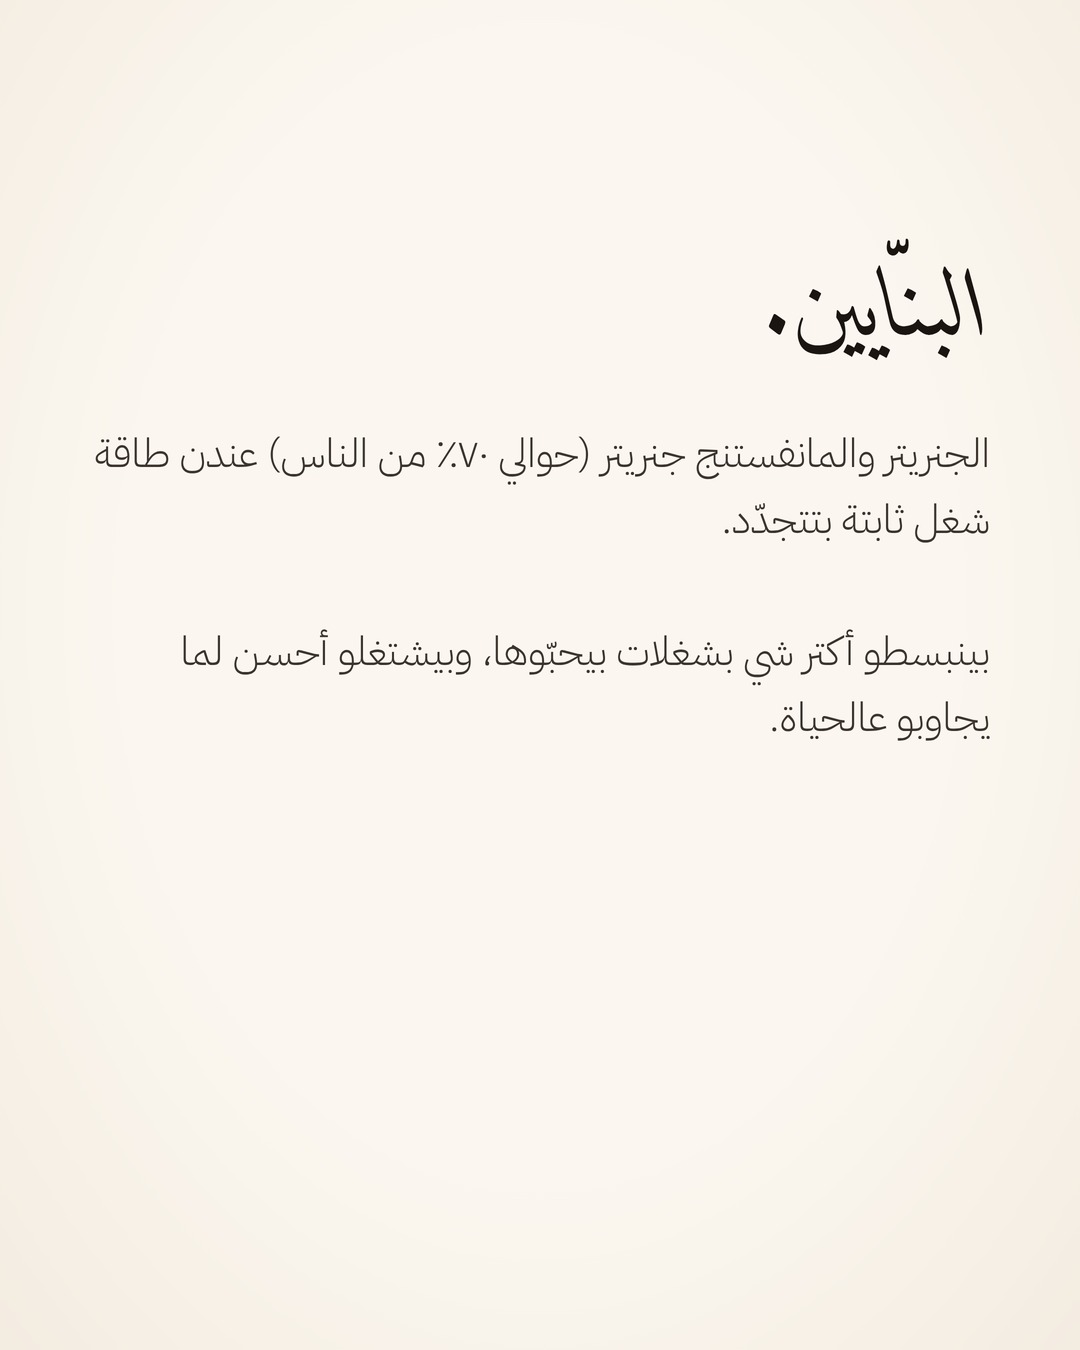 البنّايين.
الجنريتر والمانفستنج جنريتر (حوالي ٧٠٪ من الناس) عندن طاقة
شغل ثابتة بتتجدّد.
بينبسطو أكتر شي بشغلات بيحبّوها، وبيشتغلو أحسن لما
يجاوبو عالحياة.